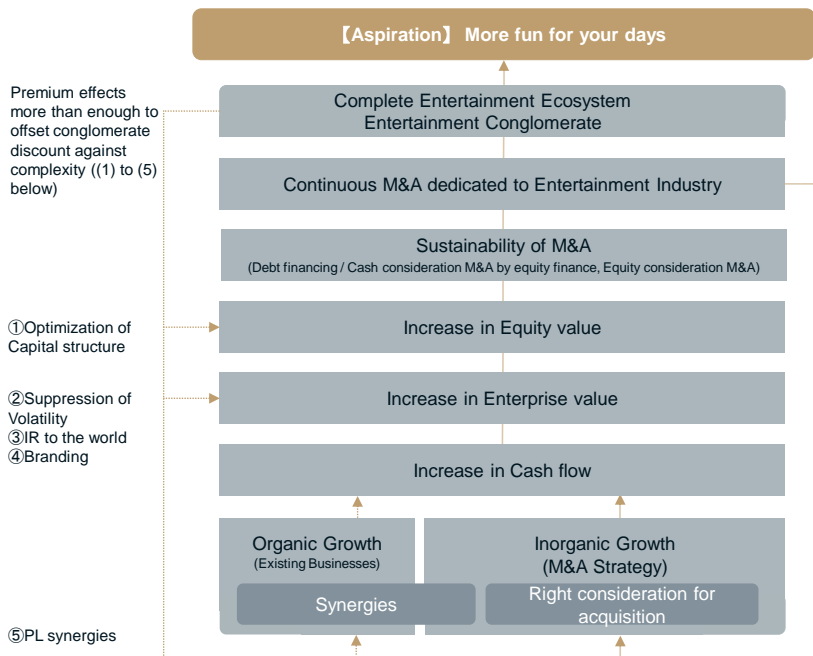 【Aspiration】 More fun for your days
Premium effects
more than enough to
offset conglomerate
discount against
complexity ((1) to (5)
below)
Complete Entertainment Ecosystem
Entertainment Conglomerate
Continuous M&A dedicated to Entertainment Industry
Sustainability of M&A
(Debt financing / Cash consideration M&A by equity finance, Equity consideration M&A)
①Optimization of
Capital structure
Increase in Equity value
②Suppression of
Volatility
③IR to the world
④Branding
Increase in Enterprise value
Increase in Cash flow
Organic Growth
(Existing Businesses)
Inorganic Growth
(M&A Strategy)
Synergies
Right consideration for
acquisition
⑤PL synergies